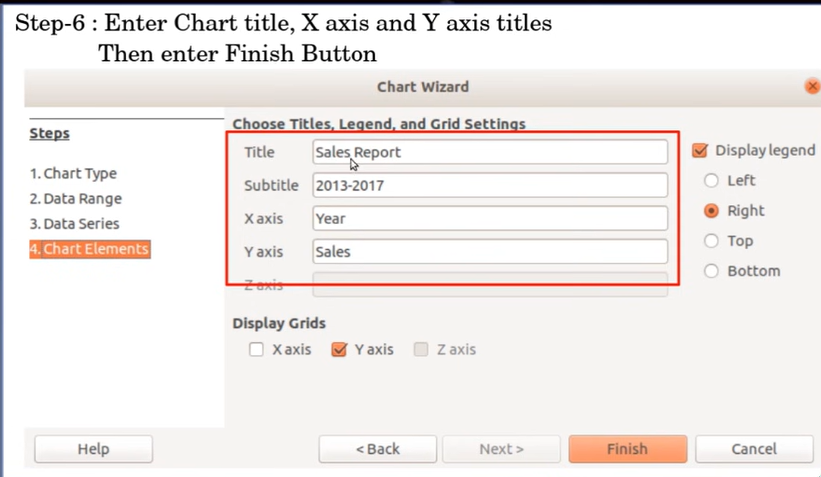 Step-6 : Enter Chart title, X axis and Y axis titles
Then enter Finish Button
Chart Wizard
Steps
1. Chart Type
2. Data Range
3. Data Series
4. Chart Elements
Choose Titles, Legend, and Grid Settings
Title Sales Report
Subtitle 2013-2017
X axis Year
Y axis Sales
Z axis
Display legend
Left
Right
Top
Bottom
Display Grids
X axis Y axis Z axis
Help < Back Next > Finish Cancel